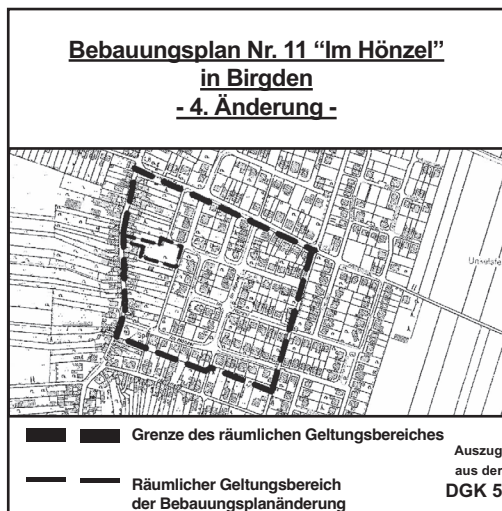 Bebauungsplan Nr. 11 “Im Hönzel”
in Birgden
- 4. Änderung -
Grenze des räumlichen Geltungsbereiches
Räumlicher Geltungsbereich
der Bebauungsplanänderung
Auszug
aus der
DGK 5